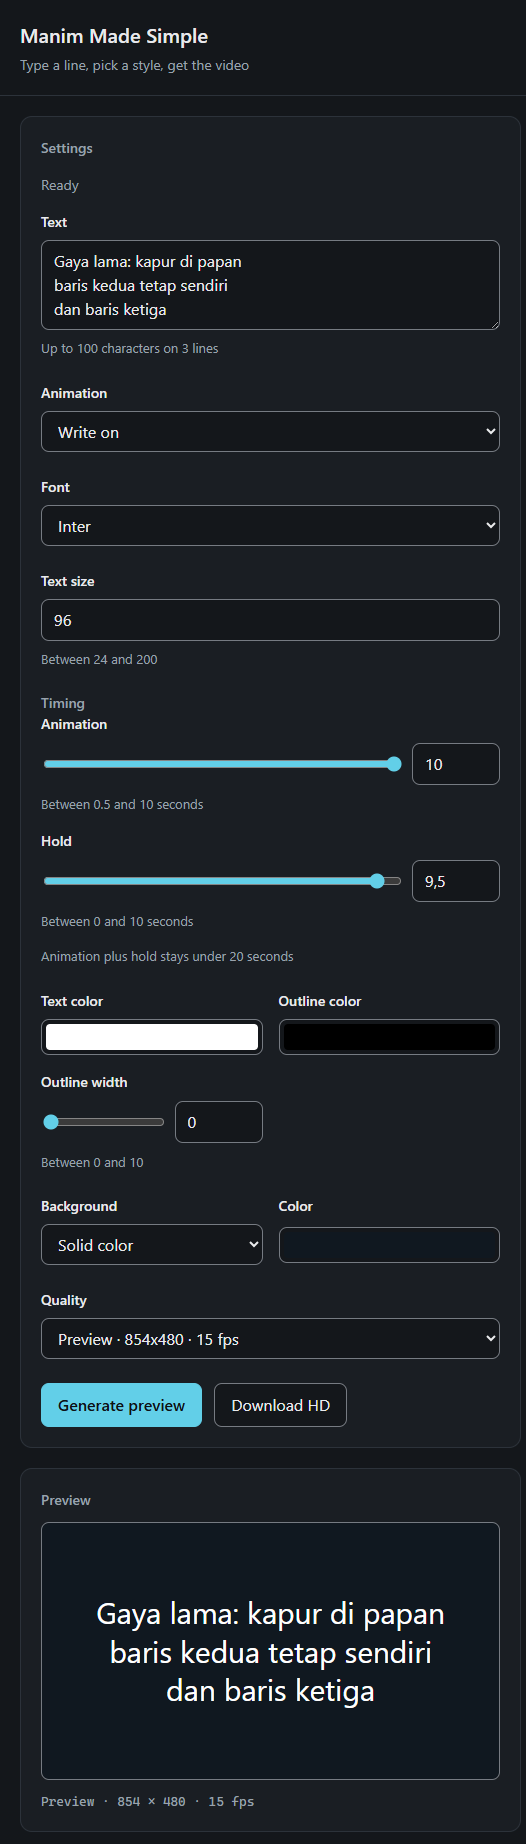 Manim Made Simple
Type a line, pick a style, get the video
Settings
Ready
Text
Gaya lama: kapur di papan
baris kedua tetap sendiri
dan baris ketiga
Up to 100 characters on 3 lines
Animation
Write on
Font
Inter
Text size
96
Between 24 and 200
Timing
Animation
10
Between 0.5 and 10 seconds
Hold
9,5
Between 0 and 10 seconds
Animation plus hold stays under 20 seconds
Text color
Outline color
Outline width
0
Between 0 and 10
Background
Color
Solid color
Quality
Preview · 854x480 · 15 fps
Generate preview
Download HD
Preview
Gaya lama: kapur di papan
baris kedua tetap sendiri
dan baris ketiga
Preview · 854 × 480 · 15 fps